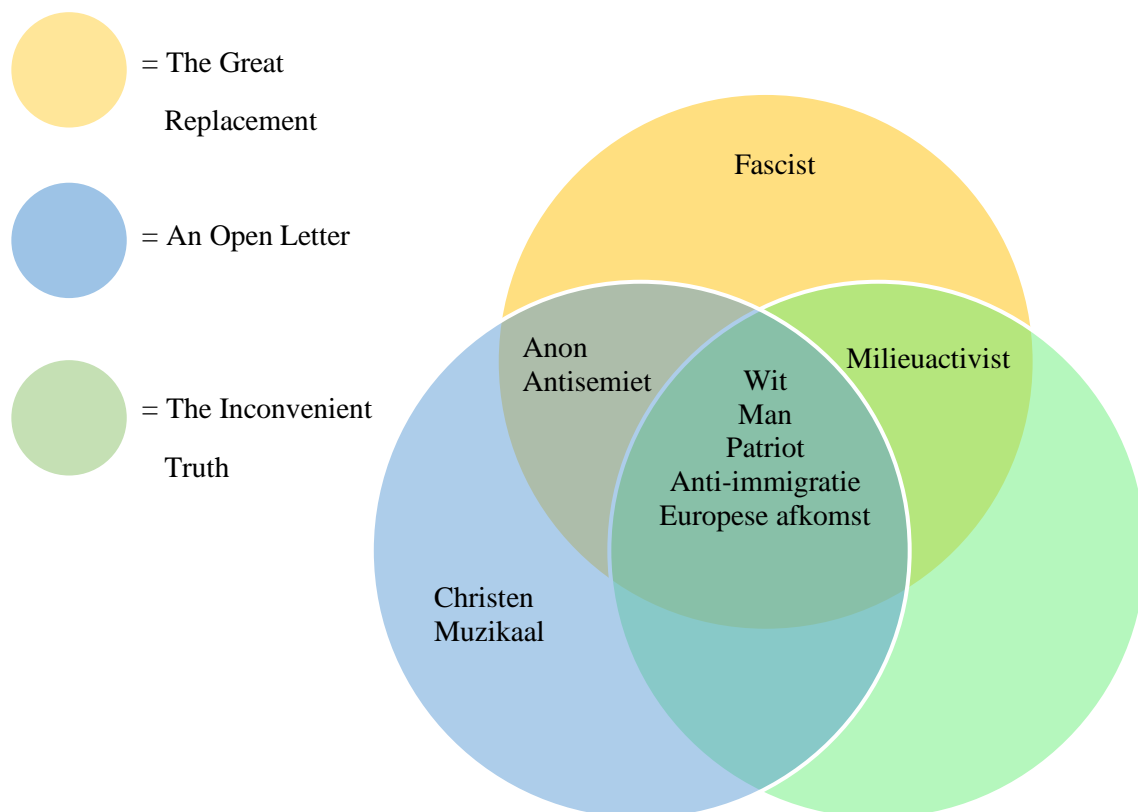 = The Great
Replacement
= An Open Letter
= The Inconvenient
Truth
Fascist
Anon
Antisemiet
Milieuactivist
Wit
Man
Patriot
Anti-immigratie
Europese afkomst
Christen
Muzikaal